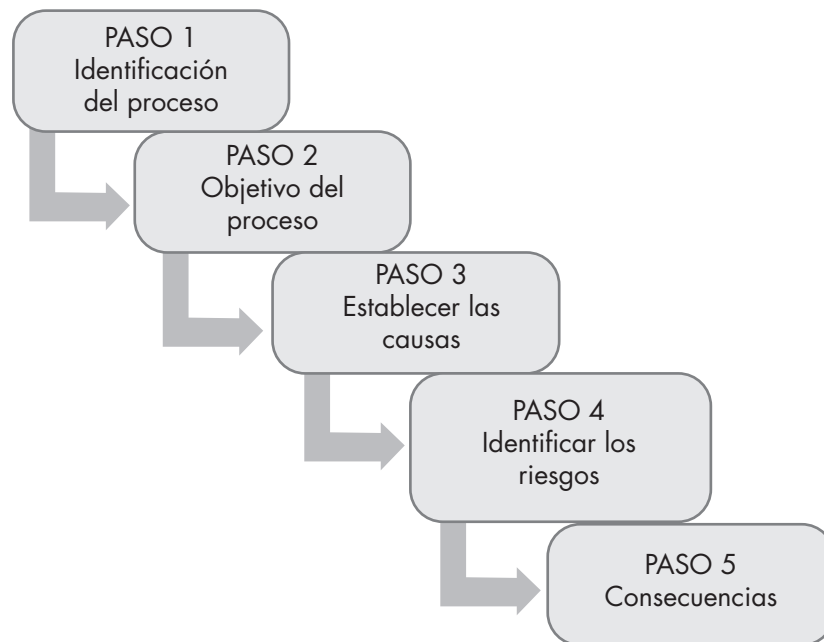 PASO 1
Identificación
del proceso
PASO 2
Objetivo del
proceso
PASO 3
Establecer las
causas
PASO 4
Identificar los
riesgos
PASO 5
Consecuencias